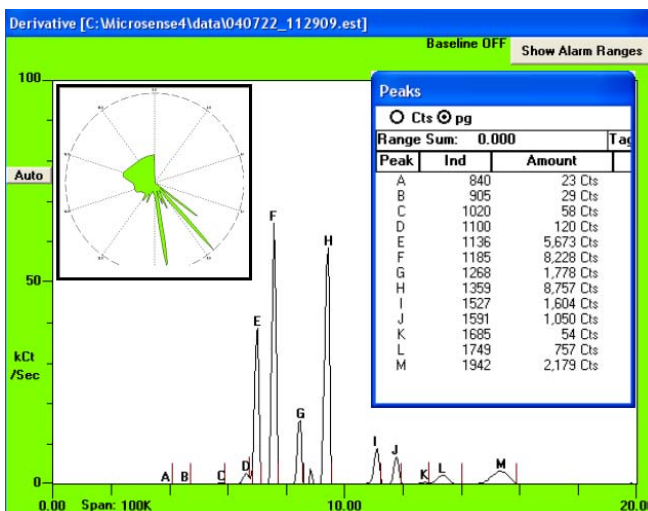 Derivative [C:\Microsense4\data\040722_112909.est]
Baseline OFF Show Alarm Ranges
100
Auto
50
kCt
/Sec
0
0.00 Span: 100K 10.00 20.0
A B C D E F G H I J K L M
Peaks
Cts pg
Range Sum: 0.000 Tag
Peak Ind Amount
A 840 23 Cts
B 905 29 Cts
C 1020 58 Cts
D 1100 120 Cts
E 1136 5,673 Cts
F 1185 8,228 Cts
G 1268 1,778 Cts
H 1359 8,757 Cts
I 1527 1,604 Cts
J 1591 1,050 Cts
K 1685 54 Cts
L 1749 757 Cts
M 1942 2,179 Cts